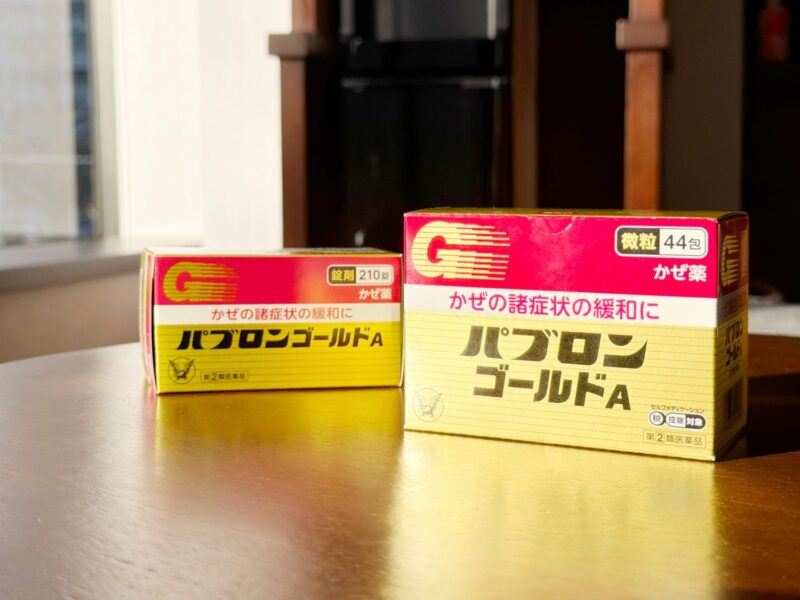 G
錠剤 210錠
かぜ薬
かぜの諸症状の緩和に
パブロンゴールドA
第②類医薬品
G
微粒 44包
かぜ薬
かぜの諸症状の緩和に
パブロン
ゴールドA
セルフメディケーション
税 控除 対象
第②類医薬品